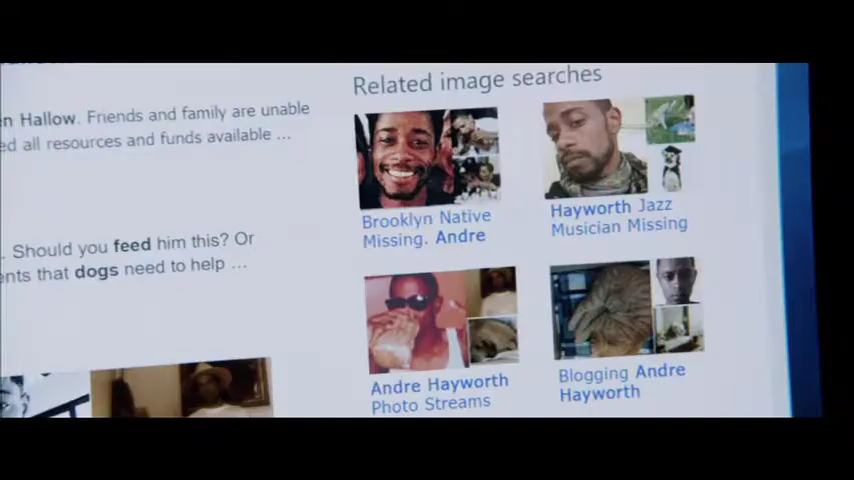 Related image searches
en Hallow. Friends and family are unable
ed all resources and funds available ...
Brooklyn Native
Missing. Andre
Hayworth Jazz
Musician Missing
. Should you feed him this? Or
ents that dogs need to help ...
Andre Hayworth
Photo Streams
Blogging Andre
Hayworth